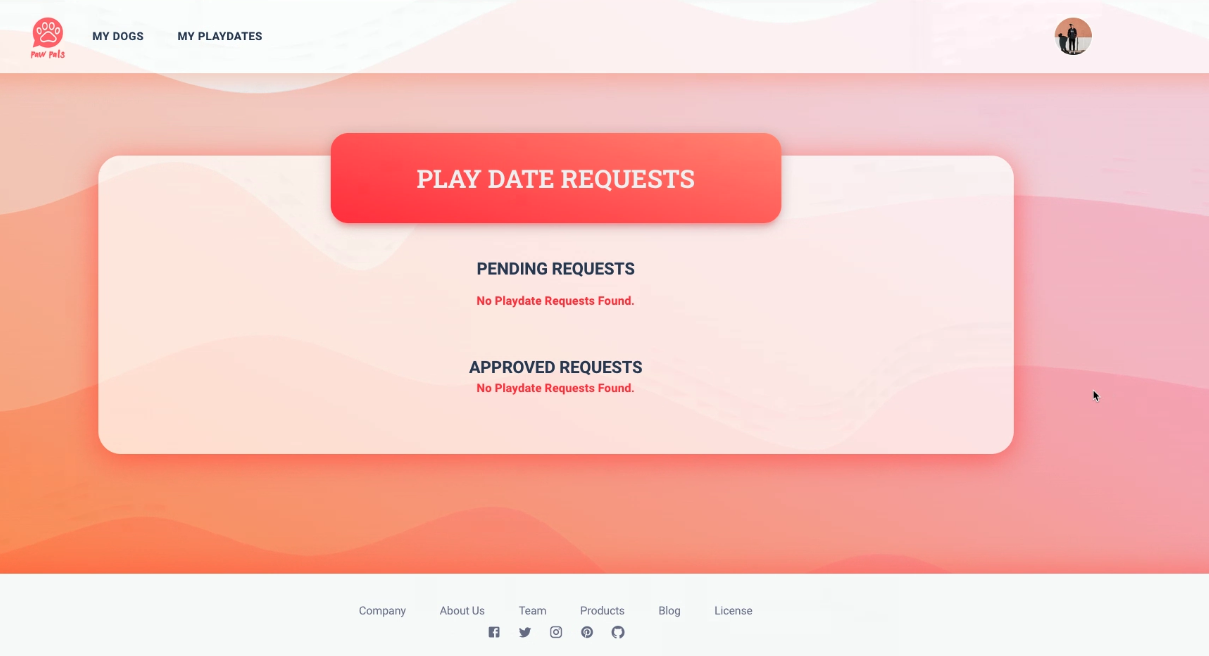 paw pals
MY DOGS MY PLAYDATES
PLAY DATE REQUESTS
PENDING REQUESTS
No Playdate Requests Found.
APPROVED REQUESTS
No Playdate Requests Found.
Company About Us Team Products Blog License